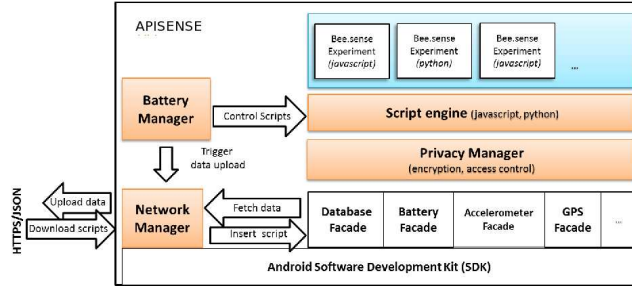 APISENSE
Bee.sense
Experiment
(javascript)
Bee.sense
Experiment
(python)
Bee.sense
Experiment
(javascript)
...
Battery
Manager
Control Scripts
Script engine (javascript, python)
Trigger
data upload
Privacy Manager
(encryption, access control)
HTTPS/JSON
Upload data
Download scripts
Network
Manager
Fetch data
Insert script
Database
Facade
Battery
Facade
Accelerometer
Facade
GPS
Facade
...
Android Software Development Kit (SDK)